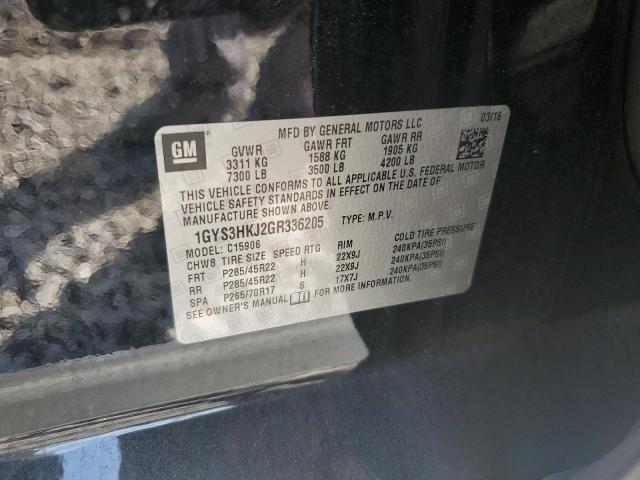 GM
MFD BY GENERAL MOTORS LLC
03/16
GVWR GAWR FRT GAWR RR
3311 KG 1588 KG 1905 KG
7300 LB 3500 LB 4200 LB
THIS VEHICLE CONFORMS TO ALL APPLICABLE U.S. FEDERAL MOTOR
VEHICLE SAFETY STANDARDS IN EFFECT ON THE DATE OF
MANUFACTURE SHOWN ABOVE.
1GYS3HKJ2GR336205 TYPE: M.P.V.
MODEL: C15906
CHW8 TIRE SIZE SPEED RTG RIM COLD TIRE PRESSURE
FRT P285/45R22 H 22X9J 240KPA(35PSI)
RR P285/45R22 H 22X9J 240KPA(35PSI)
SPA P265/70R17 S 17X7J 240KPA(35PSI)
SEE OWNER'S MANUAL FOR MORE INFORMATION.